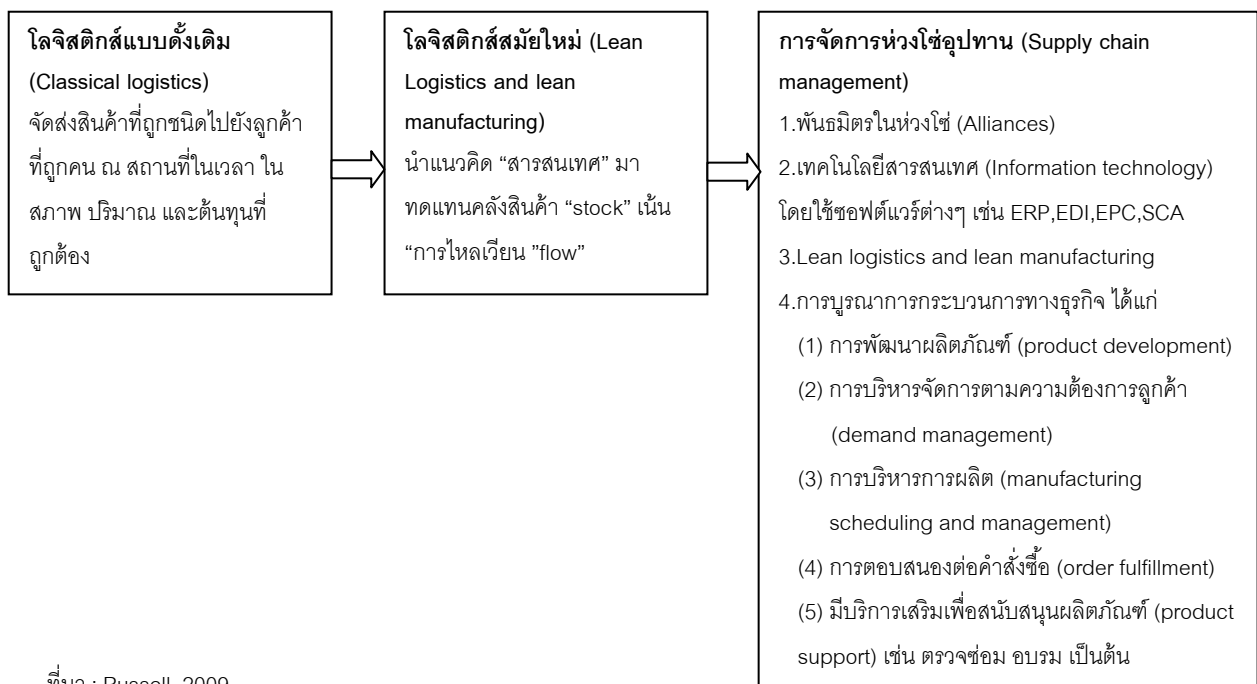 โลจิสติกส์แบบดั้งเดิม
(Classical logistics)
จัดส่งสินค้าที่ถูกชนิดไปยังลูกค้า
ที่ถูกคน ณ สถานที่ในเวลา ใน
สภาพ ปริมาณ และต้นทุนที่
ถูกต้อง
โลจิสติกส์สมัยใหม่ (Lean
Logistics and lean
manufacturing)
นำแนวคิด “สารสนเทศ” มา
ทดแทนคลังสินค้า “stock” เน้น
“การไหลเวียน ”flow”
การจัดการห่วงโซ่อุปทาน (Supply chain
management)
1.พันธมิตรในห่วงโซ่ (Alliances)
2.เทคโนโลยีสารสนเทศ (Information technology)
โดยใช้ซอฟต์แวร์ต่างๆ เช่น ERP,EDI,EPC,SCA
3.Lean logistics and lean manufacturing
4.การบูรณาการกระบวนการทางธุรกิจ ได้แก่
(1) การพัฒนาผลิตภัณฑ์ (product development)
(2) การบริหารจัดการตามความต้องการลูกค้า
(demand management)
(3) การบริหารการผลิต (manufacturing
scheduling and management)
(4) การตอบสนองต่อคำสั่งซื้อ (order fulfillment)
(5) มีบริการเสริมเพื่อสนับสนุนผลิตภัณฑ์ (product
support) เช่น ตรวจซ่อม อบรม เป็นต้น
ที่มา : Russell, 2009